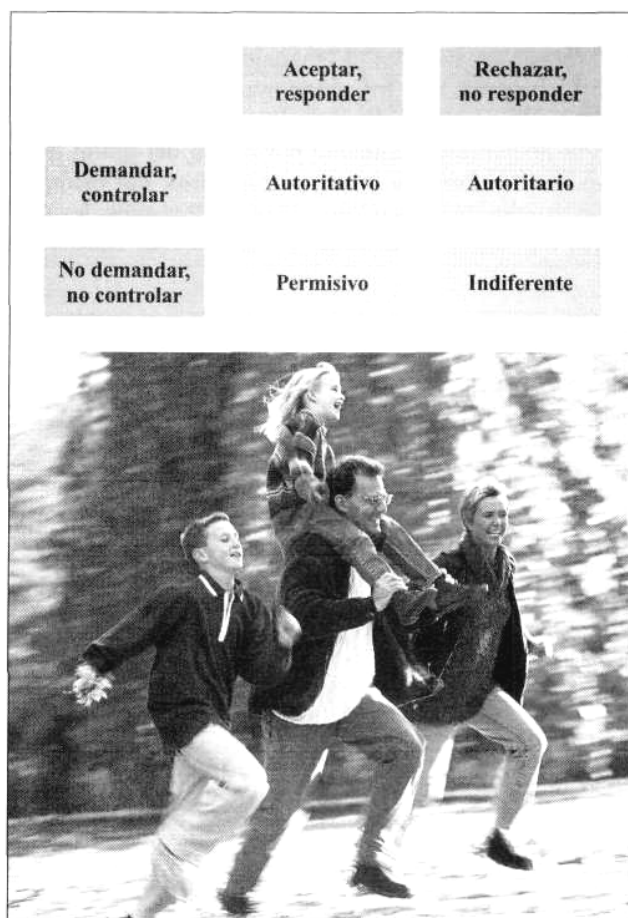 Aceptar,
responder
Rechazar,
no responder
Demandar,
controlar
Autoritativo
Autoritario
No demandar,
no controlar
Permisivo
Indiferente